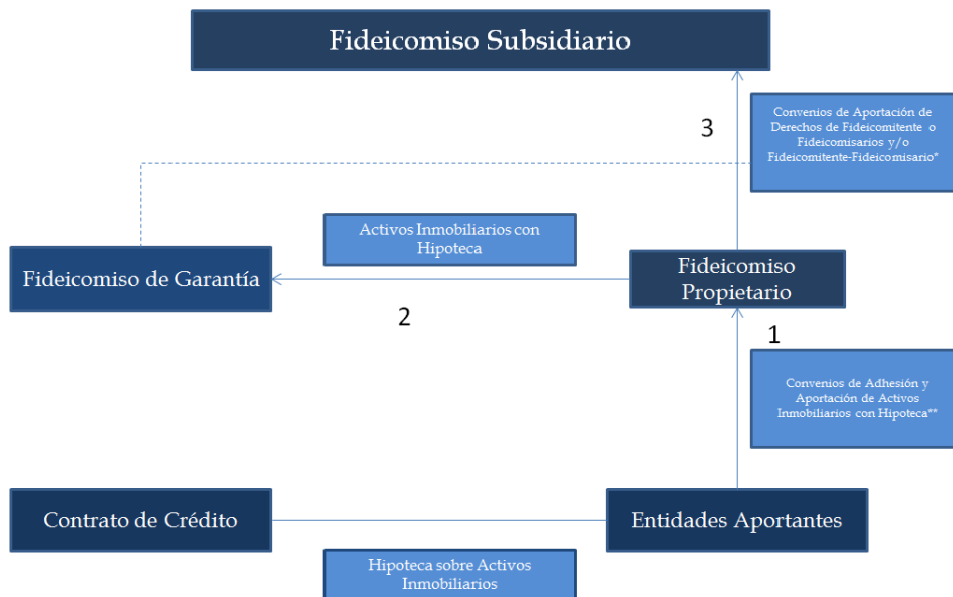 Fideicomiso Subsidiario
3
Convenios de Aportación de
Derechos de Fideicomitente o
Fideicomisarios y/o
Fideicomitente-Fideicomisario*
Activos Inmobiliarios con
Hipoteca
Fideicomiso de Garantía
Fideicomiso
Propietario
2
1
Convenios de Adhesión y
Aportación de Activos
Inmobiliarios con Hipoteca**
Contrato de Crédito
Entidades Aportantes
Hipoteca sobre Activos
Inmobiliarios